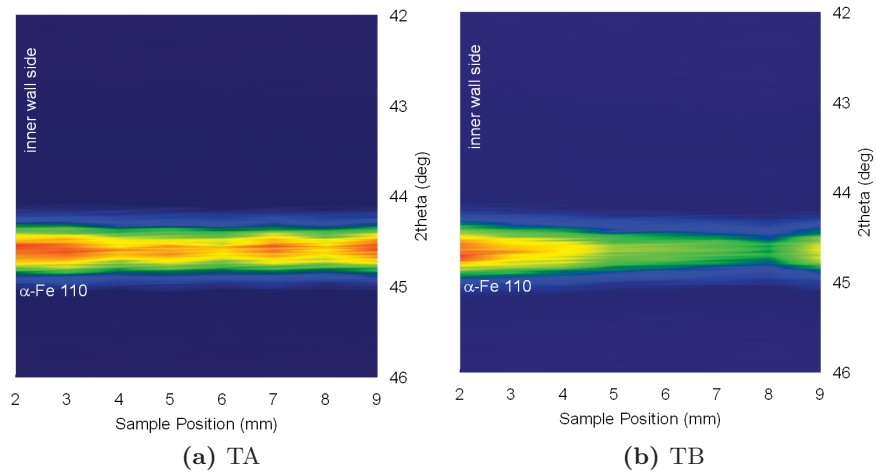 42
43
44
45
46
2theta (deg)
inner wall side
α-Fe 110
2 3 4 5 6 7 8 9
Sample Position (mm)
(a) TA
42
43
44
45
46
2theta (deg)
inner wall side
α-Fe 110
2 3 4 5 6 7 8 9
Sample Position (mm)
(b) TB